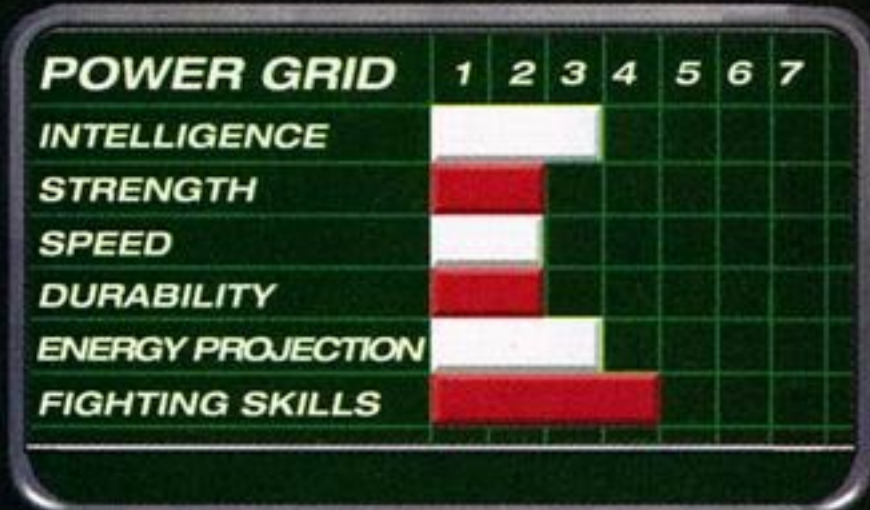 POWER GRID 1 2 3 4 5 6 7
INTELLIGENCE
STRENGTH
SPEED
DURABILITY
ENERGY PROJECTION
FIGHTING SKILLS